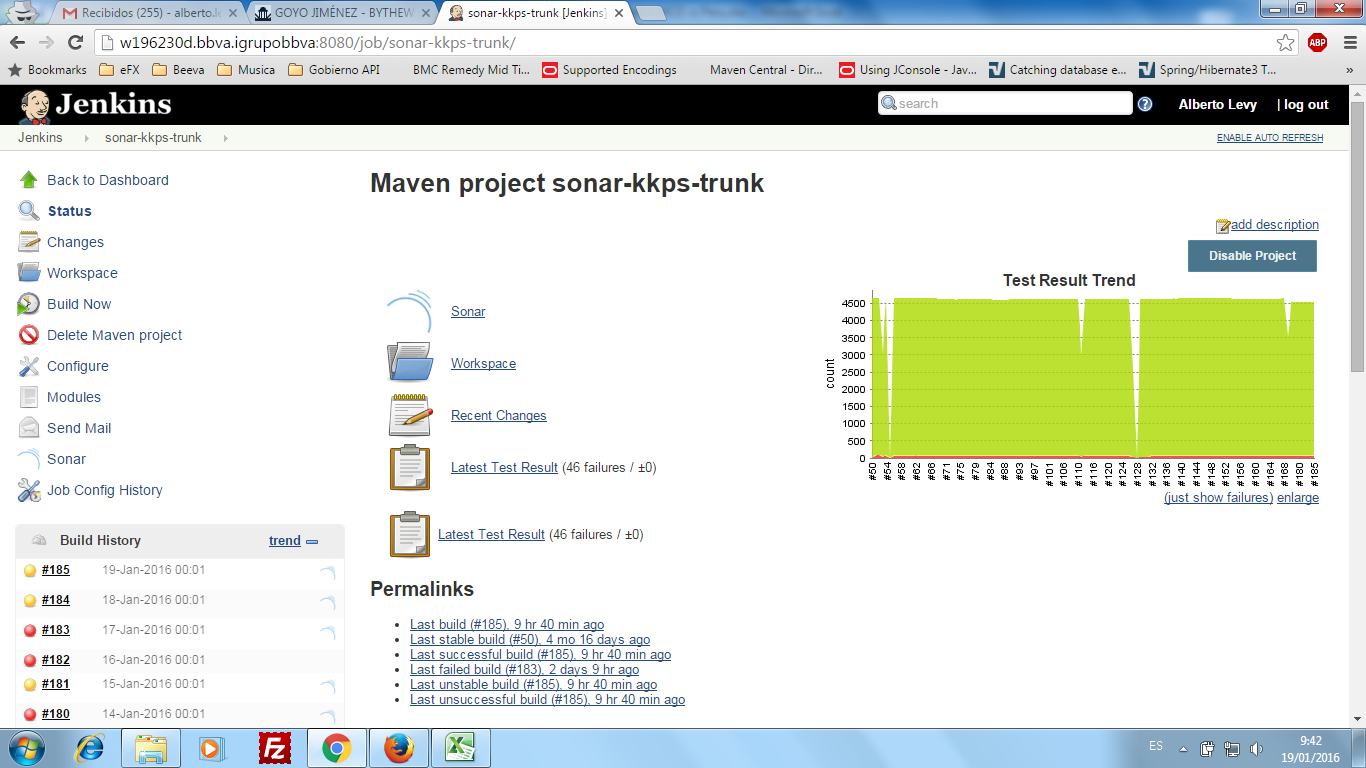 Recibidos (255) - alberto.l
GOYO JIMÉNEZ - BYTHEW
sonar-kkps-trunk [Jenkins]
w196230d.bbva.igrupobbva:8080/job/sonar-kkps-trunk/
ABP
Bookmarks eFX Beeva Musica Gobierno API BMC Remedy Mid Ti... Supported Encodings Maven Central - Dir... Using JConsole - Jav... Catching database e... Spring/Hibernate3 T... »
Jenkins
search
?
Alberto Levy | log out
Jenkins sonar-kkps-trunk
ENABLE AUTO REFRESH
Back to Dashboard
Status
Changes
Workspace
Build Now
Delete Maven project
Configure
Modules
Send Mail
Sonar
Job Config History
Build History trend
#185 19-Jan-2016 00:01
#184 18-Jan-2016 00:01
#183 17-Jan-2016 00:01
#182 16-Jan-2016 00:01
#181 15-Jan-2016 00:01
#180 14-Jan-2016 00:01
Maven project sonar-kkps-trunk
add description
Disable Project
Sonar
Workspace
Recent Changes
Latest Test Result (46 failures / ±0)
Latest Test Result (46 failures / ±0)
Test Result Trend
count
4500
4000
3500
3000
2500
2000
1500
1000
500
0
#50 #54 #58 #62 #66 #71 #75 #79 #84 #88 #93 #97 #101 #106 #110 #116 #113 #124 #128 #132 #136 #140 #144 #148 #152 #156 #160 #164 #168 #180 #185
(just show failures) enlarge
Permalinks
Last build (#185), 9 hr 40 min ago
Last stable build (#50), 4 mo 16 days ago
Last successful build (#185), 9 hr 40 min ago
Last failed build (#183), 2 days 9 hr ago
Last unstable build (#185), 9 hr 40 min ago
Last unsuccessful build (#185), 9 hr 40 min ago
ES
9:42
19/01/2016